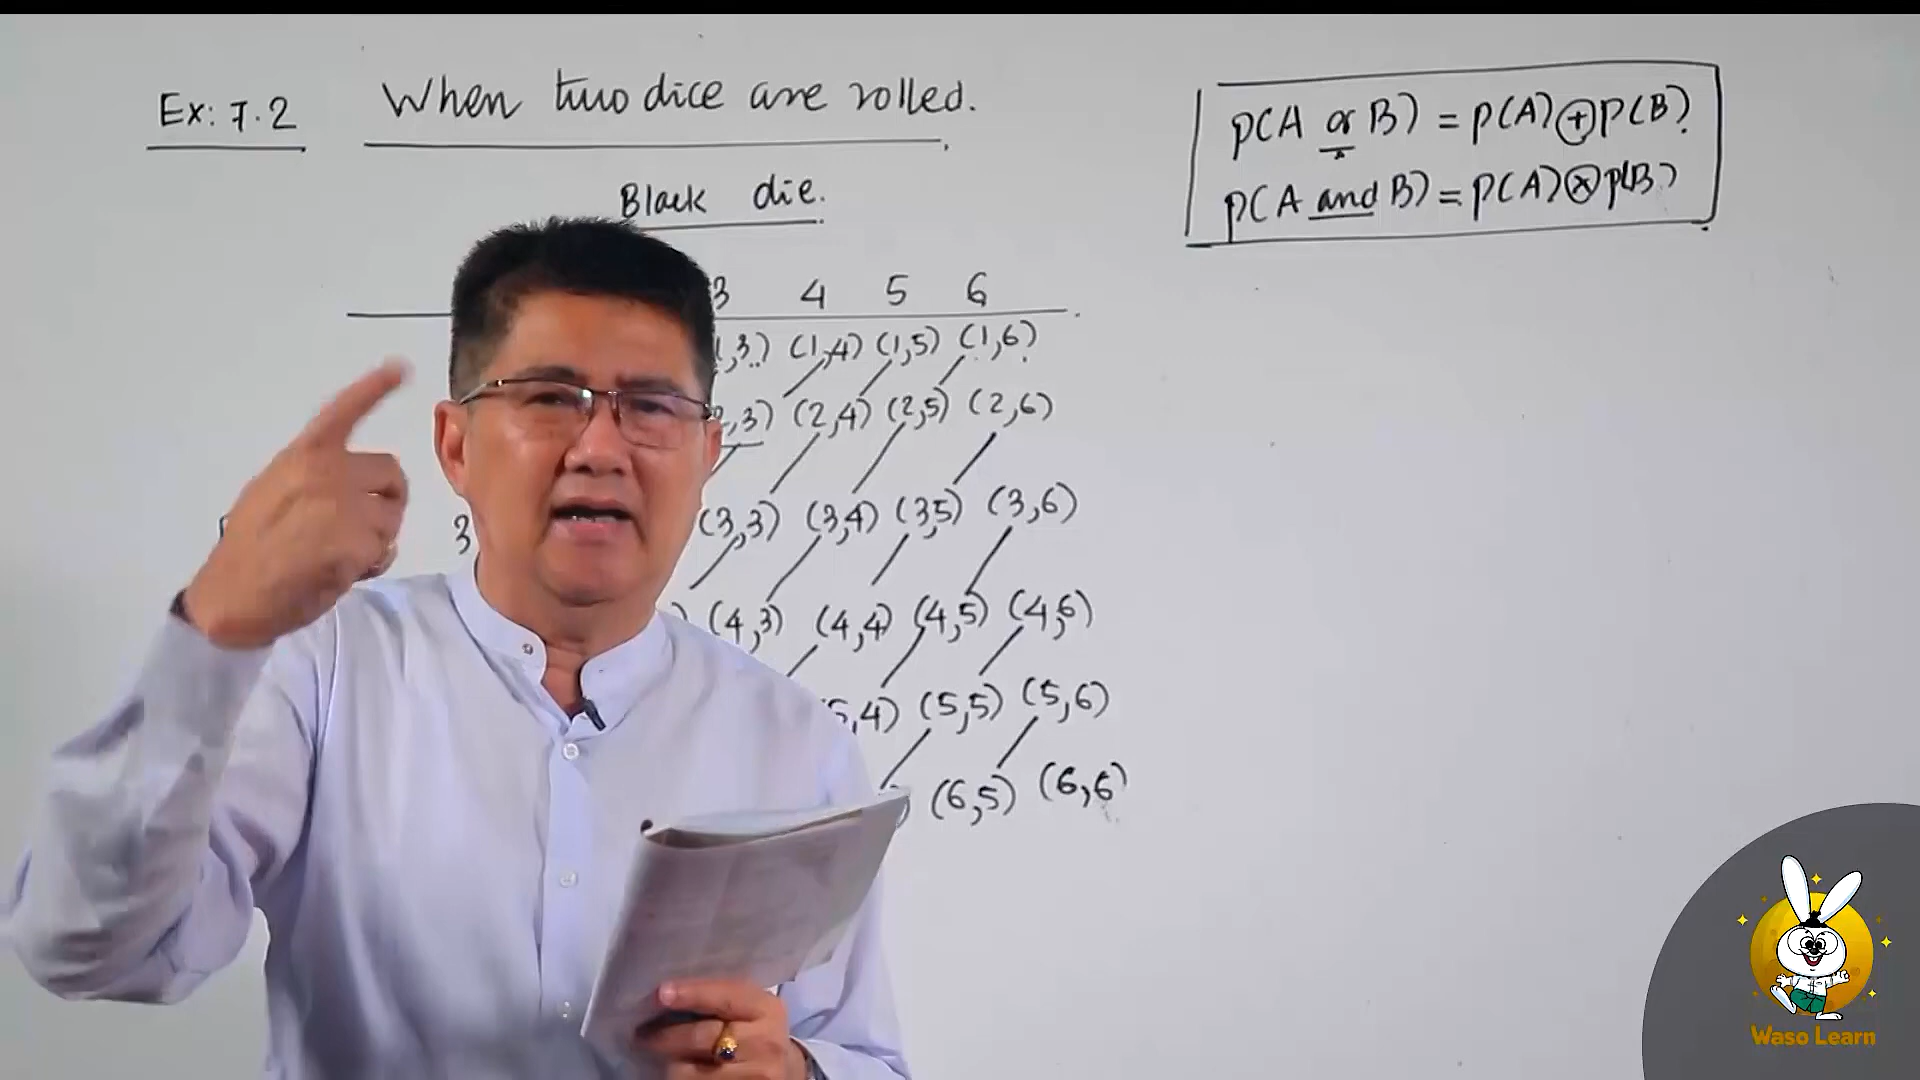 Ex: 7.2 When two dice are rolled.
p(A or B) = p(A) + p(B)
p(A and B) = p(A) × p(B)
Black die.
3 4 5 6
,3) (1,4) (1,5) (1,6)
,3) (2,4) (2,5) (2,6)
3 (3,3) (3,4) (3,5) (3,6)
) (4,3) (4,4) (4,5) (4,6)
5,4) (5,5) (5,6)
) (6,5) (6,6)
Waso Learn